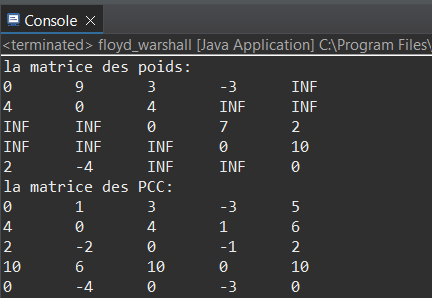 Console
<terminated> floyd_warshall [Java Application] C:\Program Files\
la matrice des poids:
0 9 3 -3 INF
4 0 4 INF INF
INF INF 0 7 2
INF INF INF 0 10
2 -4 INF INF 0
la matrice des PCC:
0 1 3 -3 5
4 0 4 1 6
2 -2 0 -1 2
10 6 10 0 10
0 -4 0 -3 0